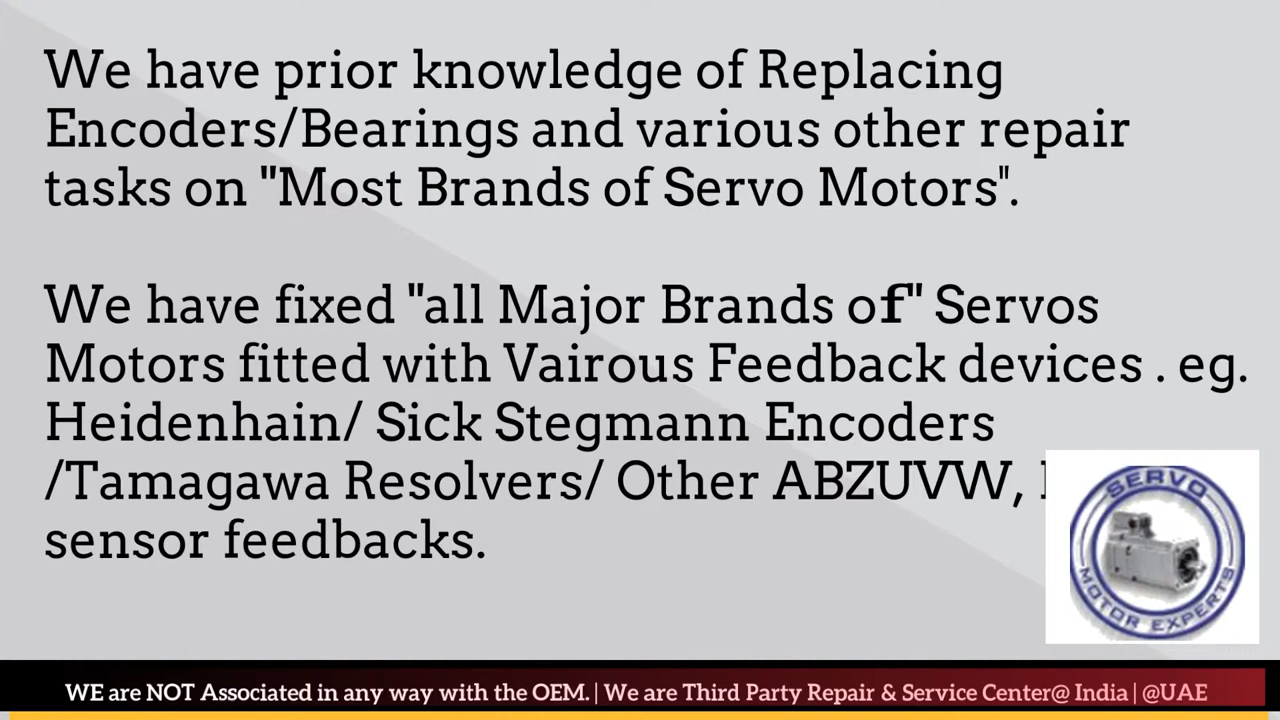 We have prior knowledge of Replacing
Encoders/Bearings and various other repair
tasks on "Most Brands of Servo Motors".
We have fixed "all Major Brands of" Servos
Motors fitted with Vairous Feedback devices . eg.
Heidenhain/ Sick Stegmann Encoders
/Tamagawa Resolvers/ Other ABZUVW,
sensor feedbacks.
SERVO
MOTOR EXPERTS
WE are NOT Associated in any way with the OEM. | We are Third Party Repair & Service Center@ India | @UAE